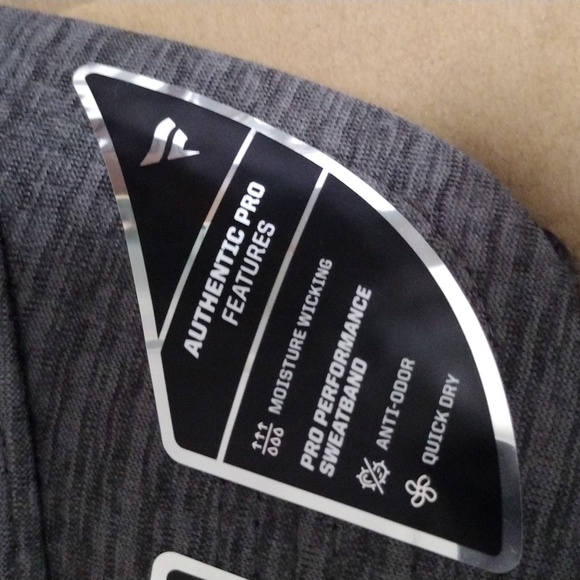 AUTHENTIC PRO
FEATURES
MOISTURE WICKING
PRO PERFORMANCE
SWEATBAND
ANTI-ODOR
QUICK DRY